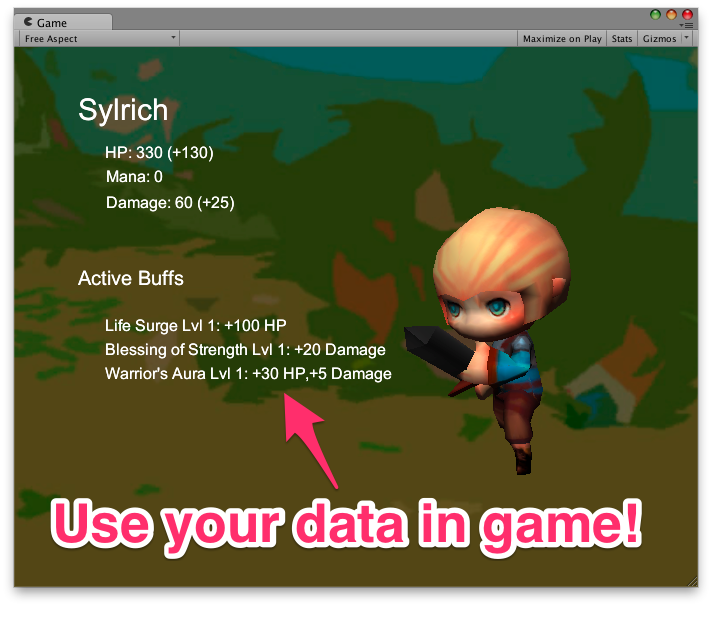 Game
Free Aspect
Maximize on Play Stats Gizmos
Sylrich
HP: 330 (+130)
Mana: 0
Damage: 60 (+25)
Active Buffs
Life Surge Lvl 1: +100 HP
Blessing of Strength Lvl 1: +20 Damage
Warrior's Aura Lvl 1: +30 HP,+5 Damage
Use your data in game!